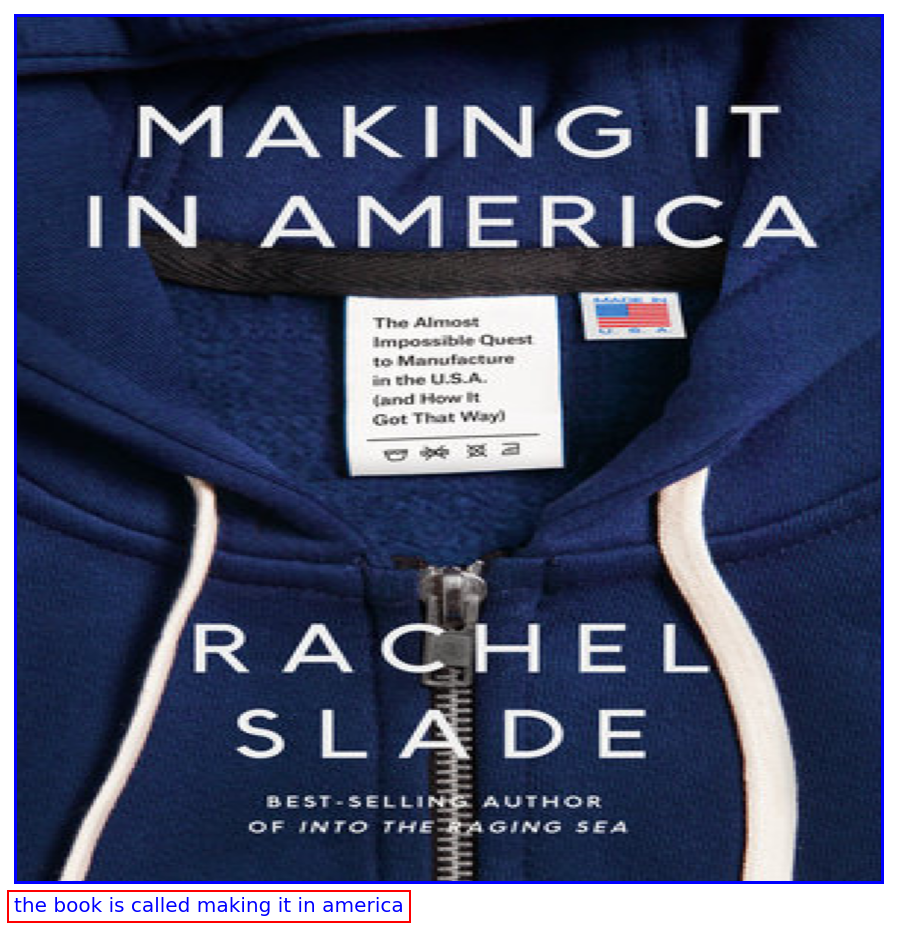 MAKING IT
IN AMERICA
The Almost
Impossible Quest
to Manufacture
in the U.S.A.
(and How It
Got That Way)
MADE IN
U. S. A.
RACHEL
SLADE
BEST-SELLING AUTHOR
OF INTO THE RAGING SEA
the book is called making it in america